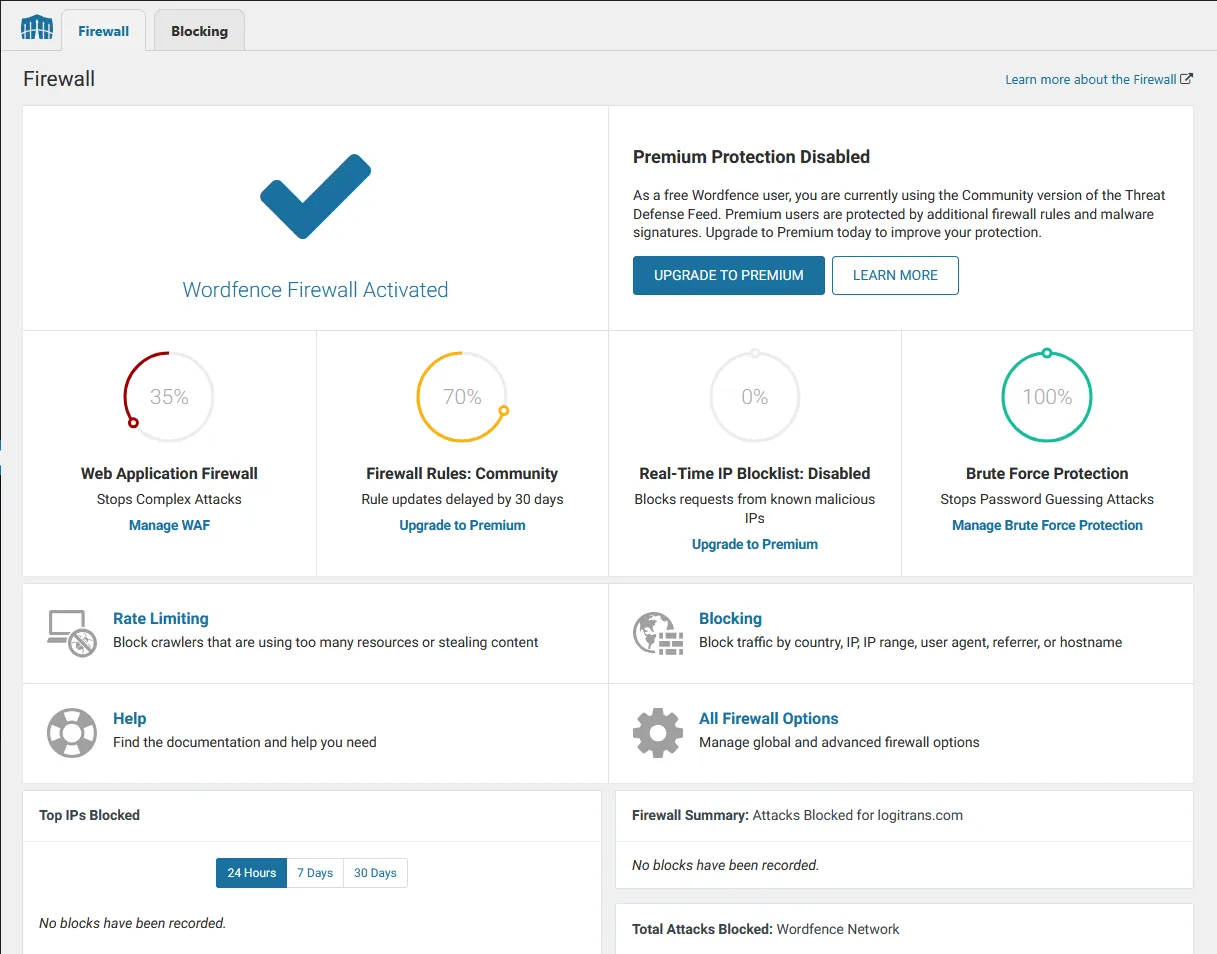 Firewall
Blocking
Firewall
Learn more about the Firewall
Wordfence Firewall Activated
Premium Protection Disabled
As a free Wordfence user, you are currently using the Community version of the Threat
Defense Feed. Premium users are protected by additional firewall rules and malware
signatures. Upgrade to Premium today to improve your protection.
UPGRADE TO PREMIUM
LEARN MORE
35%
Web Application Firewall
Stops Complex Attacks
Manage WAF
70%
Firewall Rules: Community
Rule updates delayed by 30 days
Upgrade to Premium
0%
Real-Time IP Blocklist: Disabled
Blocks requests from known malicious
IPs
Upgrade to Premium
100%
Brute Force Protection
Stops Password Guessing Attacks
Manage Brute Force Protection
Rate Limiting
Block crawlers that are using too many resources or stealing content
Blocking
Block traffic by country, IP, IP range, user agent, referrer, or hostname
Help
Find the documentation and help you need
All Firewall Options
Manage global and advanced firewall options
Top IPs Blocked
24 Hours
7 Days
30 Days
No blocks have been recorded.
Firewall Summary: Attacks Blocked for logitrans.com
No blocks have been recorded.
Total Attacks Blocked: Wordfence Network